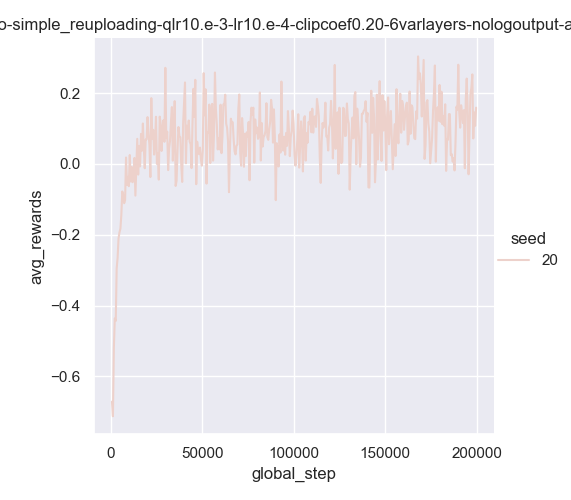 o-simple_reuploading-qlr10.e-3-lr10.e-4-clipcoef0.20-6varlayers-nologoutput-a
0.2
0.0
−0.2
−0.4
−0.6
avg_rewards
0
50000
100000
150000
200000
global_step
seed
20